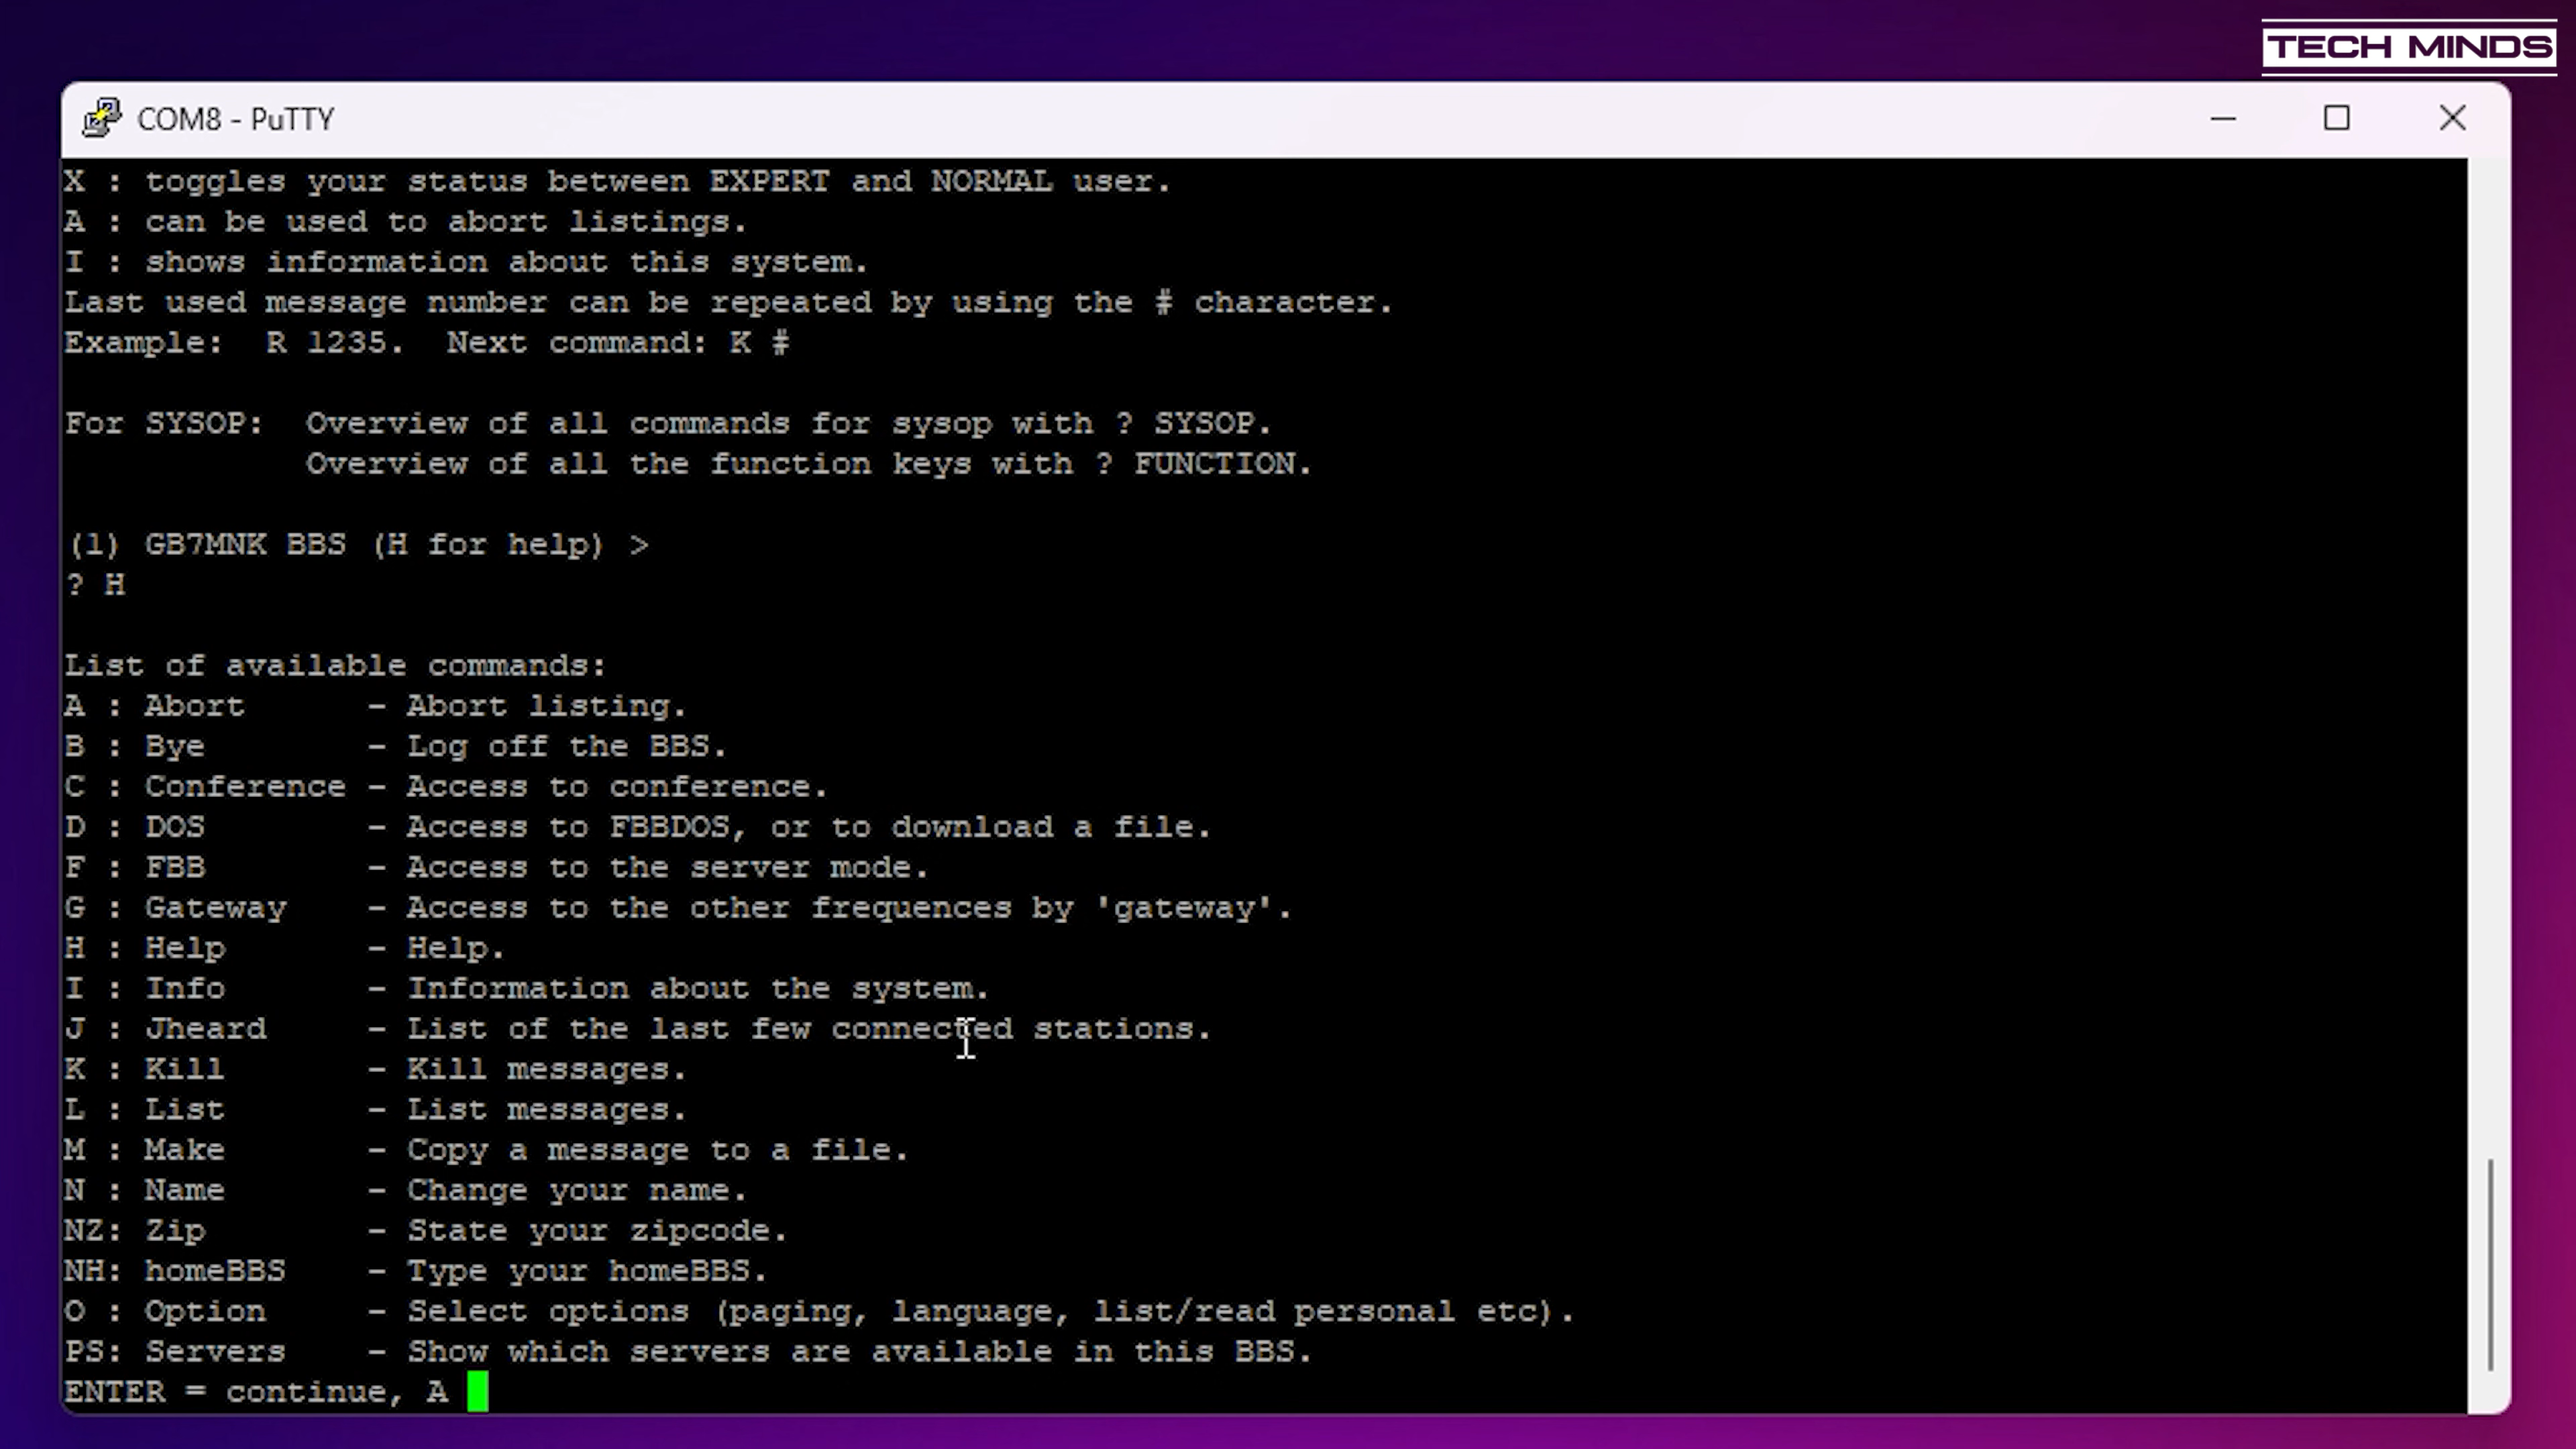 TECH MINDS
COM8 - PuTTY
X : toggles your status between EXPERT and NORMAL user.
A : can be used to abort listings.
I : shows information about this system.
Last used message number can be repeated by using the # character.
Example:  R 1235.  Next command: K #
For SYSOP:  Overview of all commands for sysop with ? SYSOP.
Overview of all the function keys with ? FUNCTION.
(1) GB7MNK BBS (H for help) >
? H
List of available commands:
A : Abort      - Abort listing.
B : Bye        - Log off the BBS.
C : Conference - Access to conference.
D : DOS        - Access to FBBDOS, or to download a file.
F : FBB        - Access to the server mode.
G : Gateway    - Access to the other frequences by 'gateway'.
H : Help       - Help.
I : Info       - Information about the system.
J : Jheard     - List of the last few connected stations.
K : Kill       - Kill messages.
L : List       - List messages.
M : Make       - Copy a message to a file.
N : Name       - Change your name.
NZ: Zip        - State your zipcode.
NH: homeBBS    - Type your homeBBS.
O : Option     - Select options (paging, language, list/read personal etc).
PS: Servers    - Show which servers are available in this BBS.
ENTER = continue, A